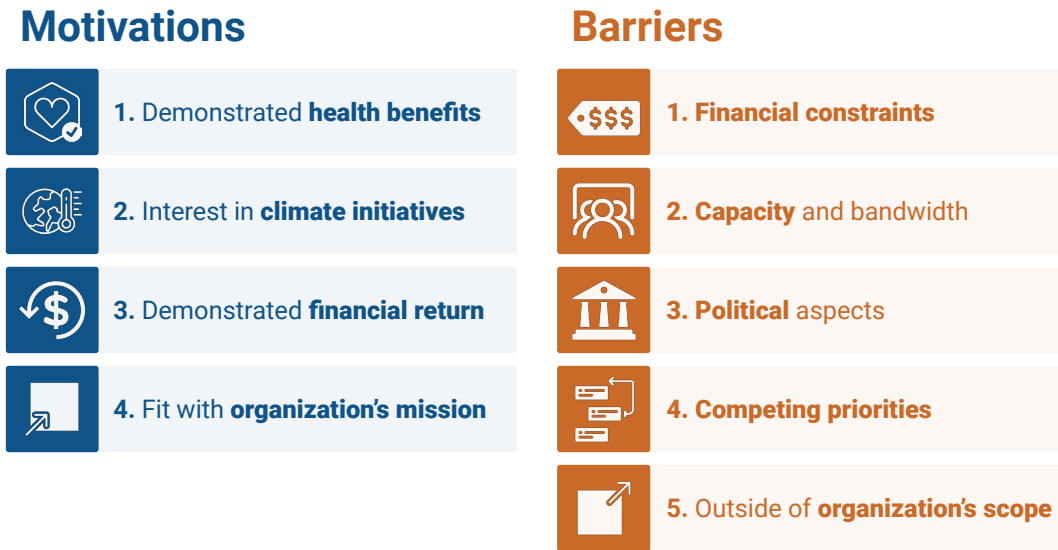 Motivations
1. Demonstrated health benefits
2. Interest in climate initiatives
3. Demonstrated financial return
$
4. Fit with organization's mission
Barriers
$$$
1. Financial constraints
2. Capacity and bandwidth
3. Political aspects
4. Competing priorities
5. Outside of organization's scope